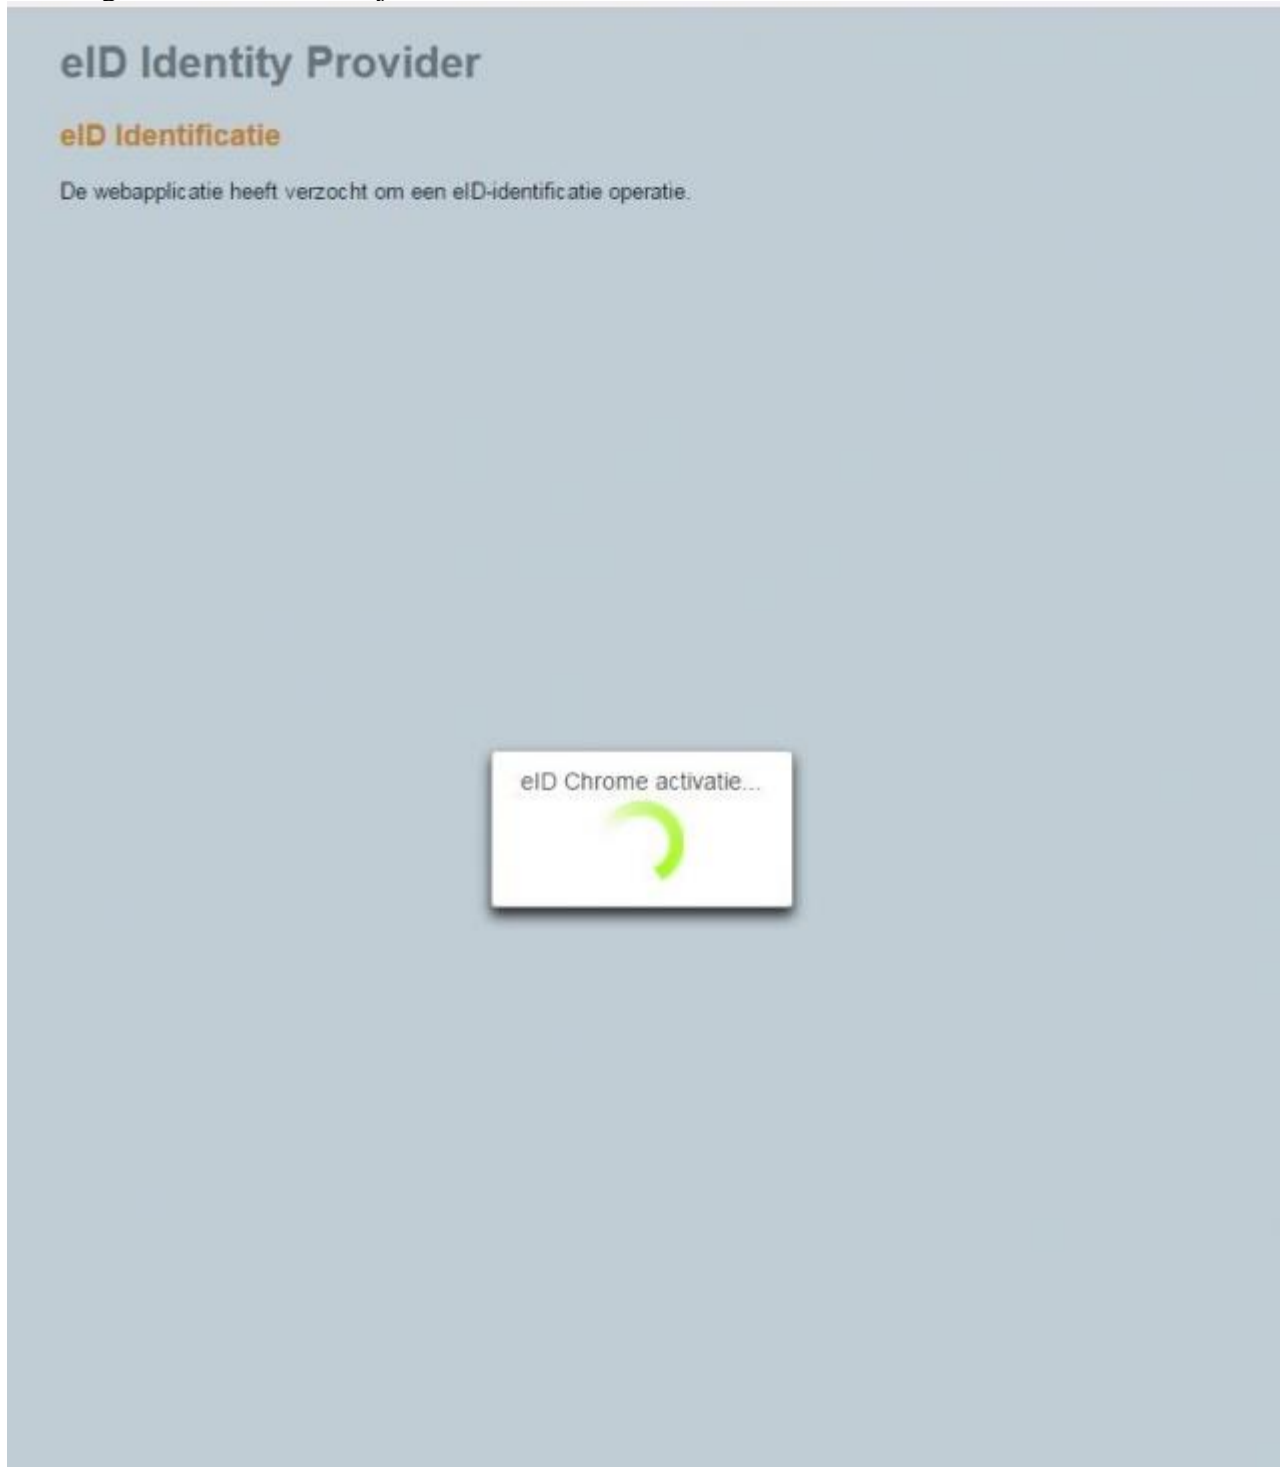 eID Identity Provider
eID Identificatie
De webapplicatie heeft verzocht om een eID-identificatie operatie.
eID Chrome activatie...